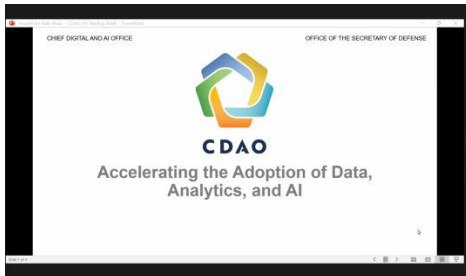 CHIEF DIGITAL AND AI OFFICE
OFFICE OF THE SECRETARY OF DEFENSE
CDAO
Accelerating the Adoption of Data,
Analytics, and AI